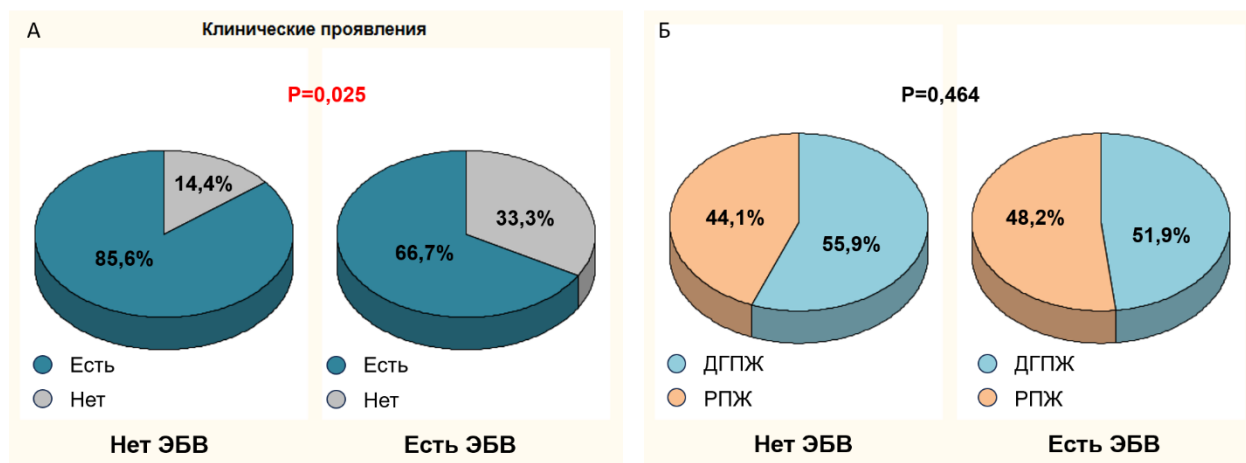 А
Клинические проявления
P=0,025
14,4%
85,6%
33,3%
66,7%
Есть
Нет
Есть
Нет
Нет ЭБВ
Есть ЭБВ
Б
P=0,464
44,1%
55,9%
48,2%
51,9%
ДГПЖ
РПЖ
ДГПЖ
РПЖ
Нет ЭБВ
Есть ЭБВ